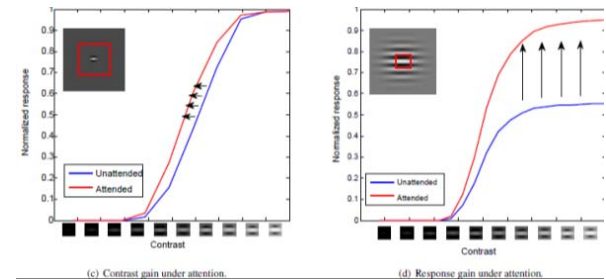 1
0.9
0.8
0.7
0.6
0.5
0.4
0.3
0.2
0.1
0
Normalized response
Unattended
Attended
Contrast
(c) Contrast gain under attention.
1
0.9
0.8
0.7
0.6
0.5
0.4
0.3
0.2
0.1
0
Normalized response
Unattended
Attended
Contrast
(d) Response gain under attention.